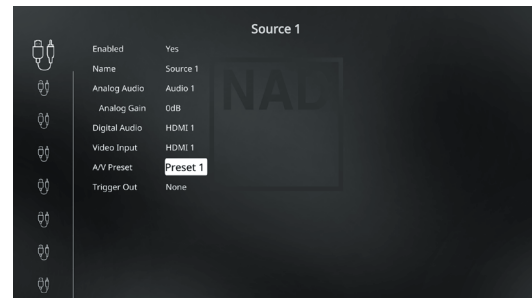 Source 1
Enabled Yes
Name Source 1
Analog Audio Audio 1
Analog Gain 0dB
Digital Audio HDMI 1
Video Input HDMI 1
A/V Preset Preset 1
Trigger Out None
NAD